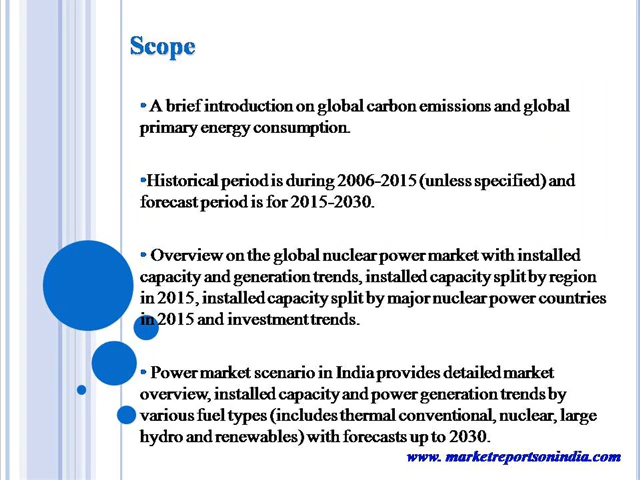 Scope
• A brief introduction on global carbon emissions and global
primary energy consumption.
•Historical period is during 2006-2015 (unless specified) and
forecast period is for 2015-2030.
• Overview on the global nuclear power market with installed
capacity and generation trends, installed capacity split by region
in 2015, installed capacity split by major nuclear power countries
in 2015 and investment trends.
• Power market scenario in India provides detailed market
overview, installed capacity and power generation trends by
various fuel types (includes thermal conventional, nuclear, large
hydro and renewables) with forecasts up to 2030.
www. marketreportsonindia.com